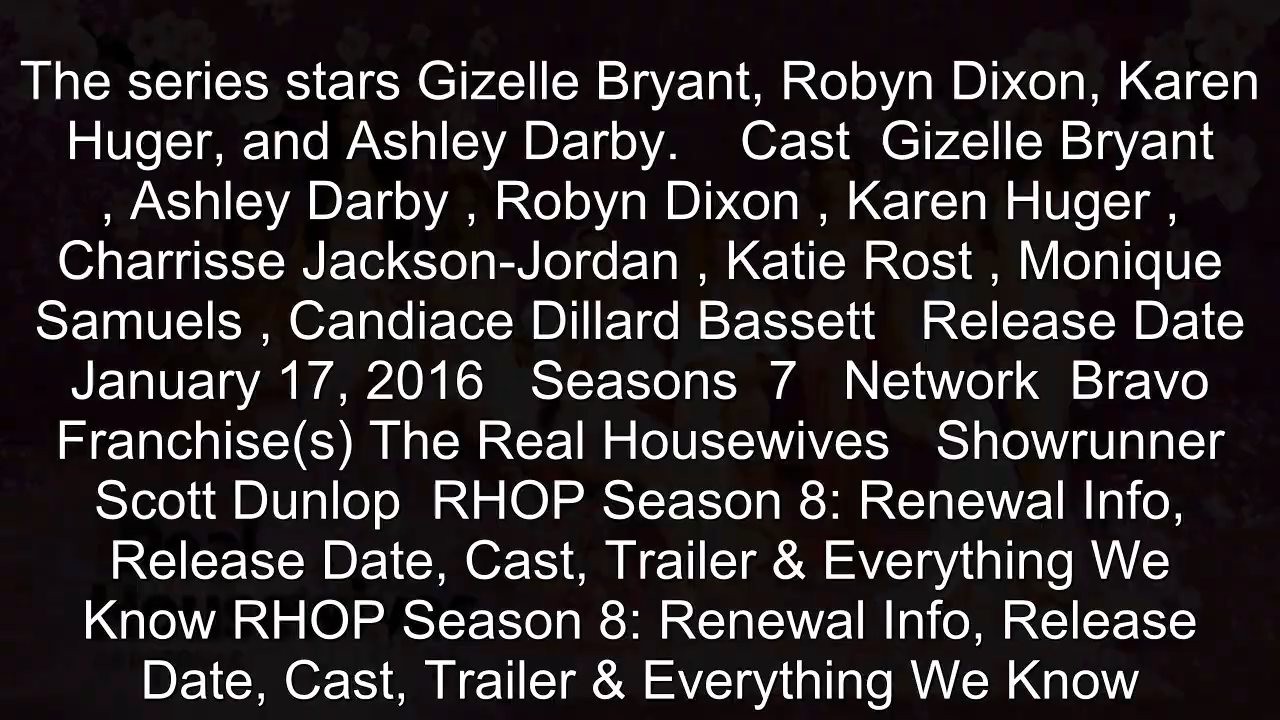 The series stars Gizelle Bryant, Robyn Dixon, Karen
Huger, and Ashley Darby. Cast Gizelle Bryant
, Ashley Darby , Robyn Dixon , Karen Huger ,
Charrisse Jackson-Jordan , Katie Rost , Monique
Samuels , Candiace Dillard Bassett Release Date
January 17, 2016 Seasons 7 Network Bravo
Franchise(s) The Real Housewives Showrunner
Scott Dunlop RHOP Season 8: Renewal Info,
Release Date, Cast, Trailer & Everything We
Know RHOP Season 8: Renewal Info, Release
Date, Cast, Trailer & Everything We Know